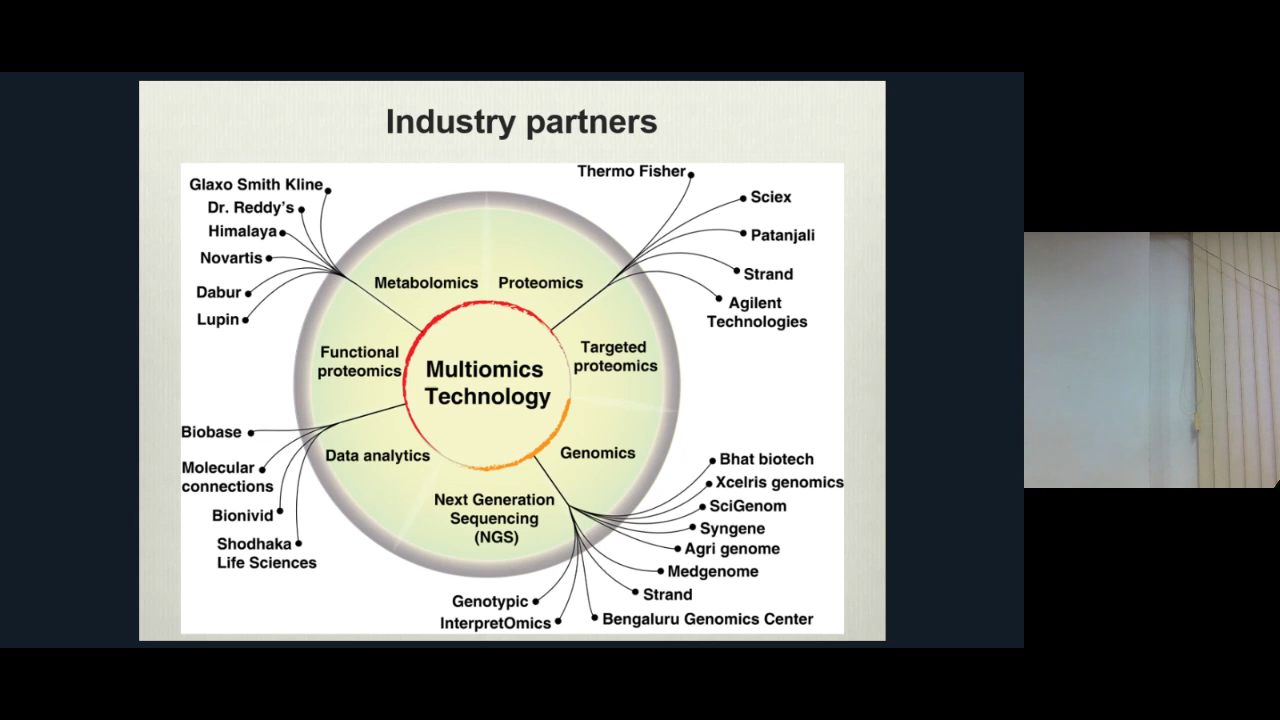 Industry partners
Glaxo Smith Kline
Dr. Reddy's
Himalaya
Novartis
Dabur
Lupin
Thermo Fisher
Sciex
Patanjali
Strand
Agilent
Technologies
Metabolomics
Proteomics
Functional
proteomics
Targeted
proteomics
Multiomics
Technology
Data analytics
Genomics
Next Generation
Sequencing
(NGS)
Biobase
Molecular
connections
Bionivid
Shodhaka
Life Sciences
Bhat biotech
Xcelris genomics
SciGenom
Syngene
Agri genome
Medgenome
Strand
Bengaluru Genomics Center
Genotypic
InterpretOmics